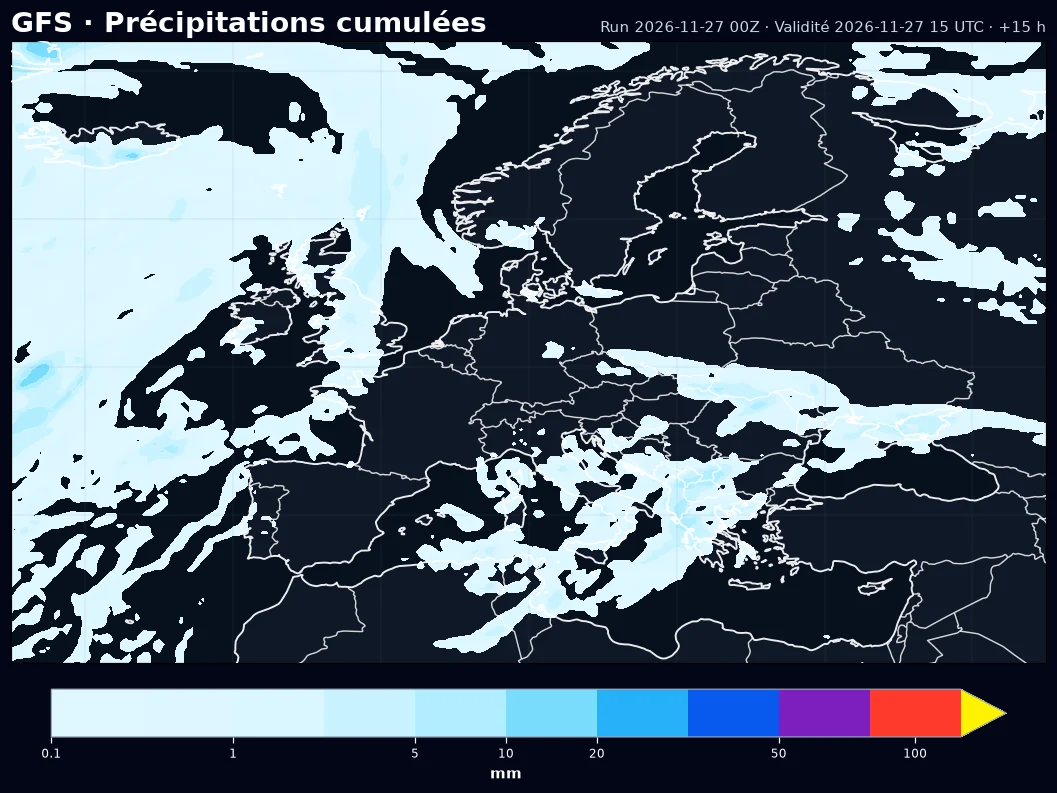 GFS · Précipitations cumulées
Run 2026-11-27 00Z · Validité 2026-11-27 15 UTC · +15 h
0.1 1 5 10 20 50 100
mm